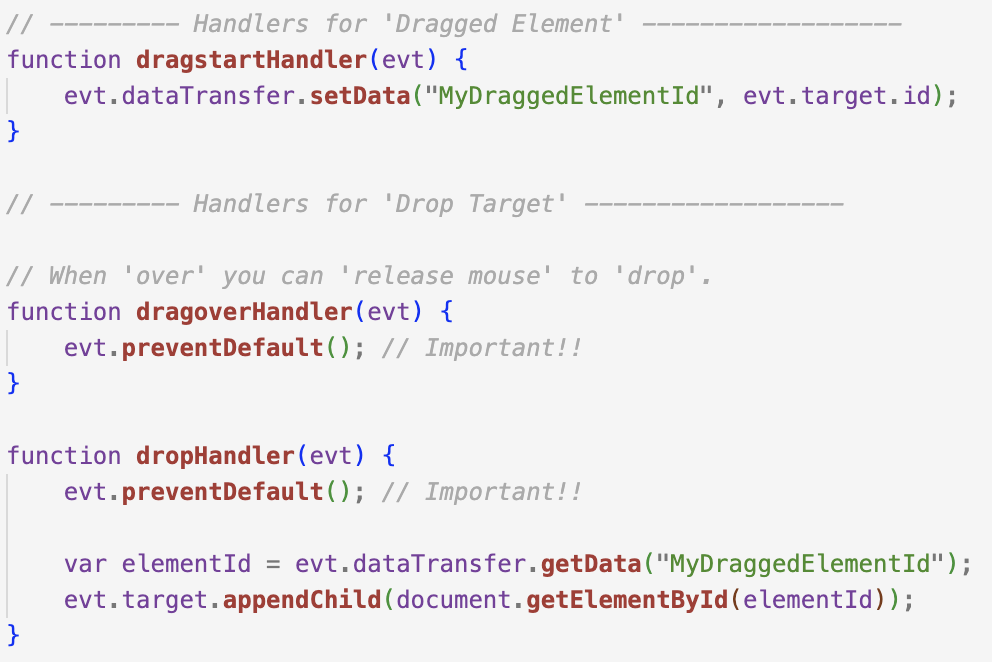 // --------- Handlers for 'Dragged Element' ------------------
function dragstartHandler(evt) {
    evt.dataTransfer.setData("MyDraggedElementId", evt.target.id);
}
// --------- Handlers for 'Drop Target' ------------------
// When 'over' you can 'release mouse' to 'drop'.
function dragoverHandler(evt) {
    evt.preventDefault(); // Important!!
}
function dropHandler(evt) {
    evt.preventDefault(); // Important!!
    var elementId = evt.dataTransfer.getData("MyDraggedElementId");
    evt.target.appendChild(document.getElementById(elementId));
}